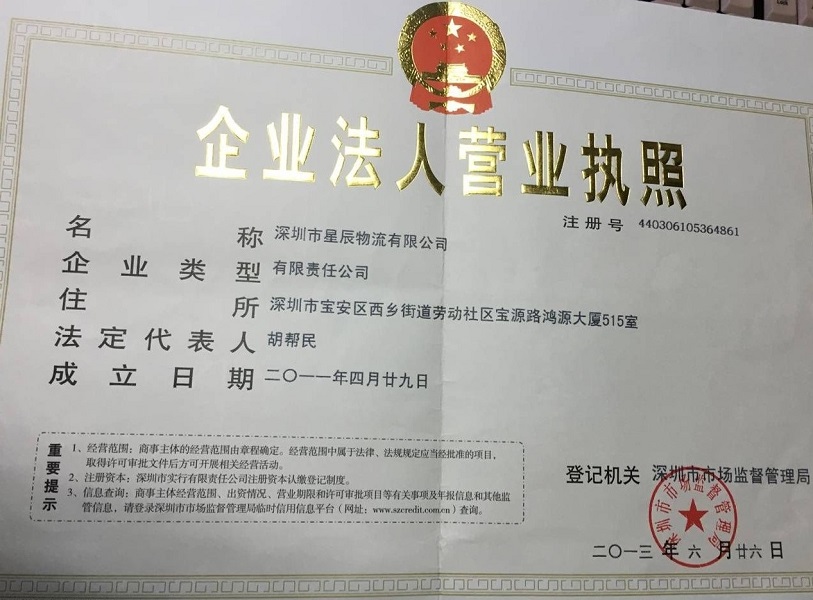 企业法人营业执照
注册号 440306105364861
名称 深圳市星辰物流有限公司
企业类型 有限责任公司
住所 深圳市宝安区西乡街道劳动社区宝源路鸿源大厦515室
法定代表人 胡帮民
成立日期 二〇一一年四月廿九日
重要提示
1、经营范围:商事主体的经营范围由章程确定。经营范围中属于法律、法规规定应当经批准的项目,
取得许可审批文件后方可开展相关经营活动。
2、注册资本:深圳市实行有限责任公司注册资本认缴登记制度。
3、信息查询:商事主体经营范围、出资情况、营业期限和许可审批项目等有关事项及年报信息和其他监
管信息,请登录深圳市市场监督管理局临时信用信息平台(网址:www.szcredit.com.cn)查询。
登记机关 深圳市市场监督管理局
深圳市市场监督管理局
二〇一三年六月廿六日